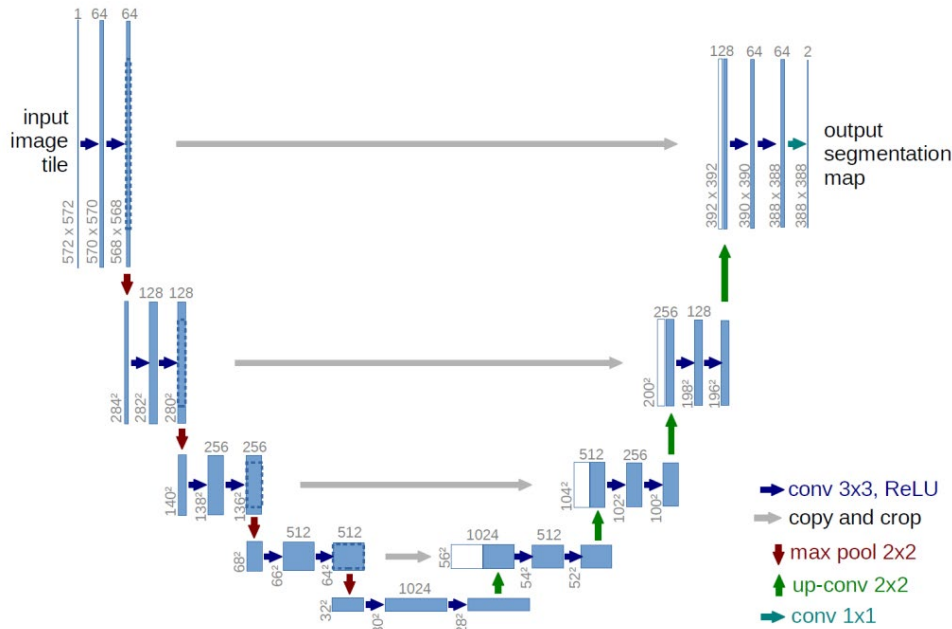 1 64 64
128 64 64 2
input
image
tile
output
segmentation
map
572 x 572
570 x 570
568 x 568
392 x 392
390 x 390
388 x 388
388 x 388
128 128
256 128
284²
282²
280²
200²
198²
196²
256 256
512 256
140²
138²
136²
104²
102²
100²
512 512
1024 512
68²
66²
64²
56²
54²
52²
1024
32²
30²
28²
conv 3x3, ReLU
copy and crop
max pool 2x2
up-conv 2x2
conv 1x1